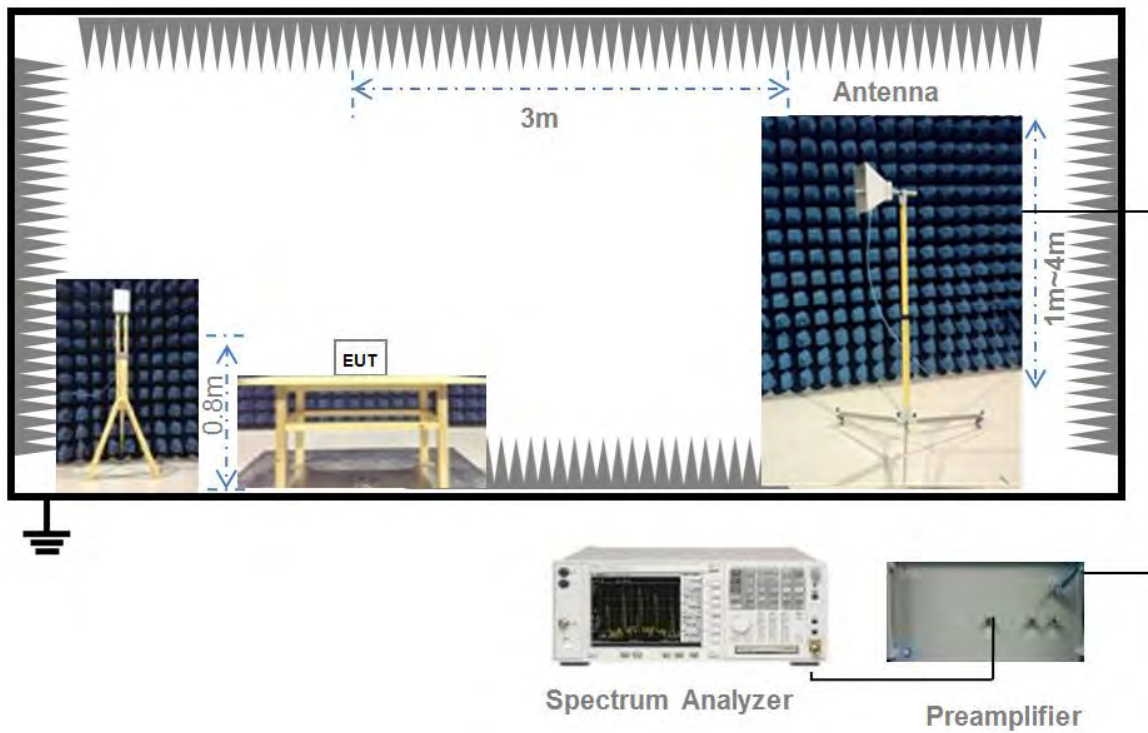 Antenna
3m
1m~4m
EUT
0.8m
Spectrum Analyzer
Preamplifier